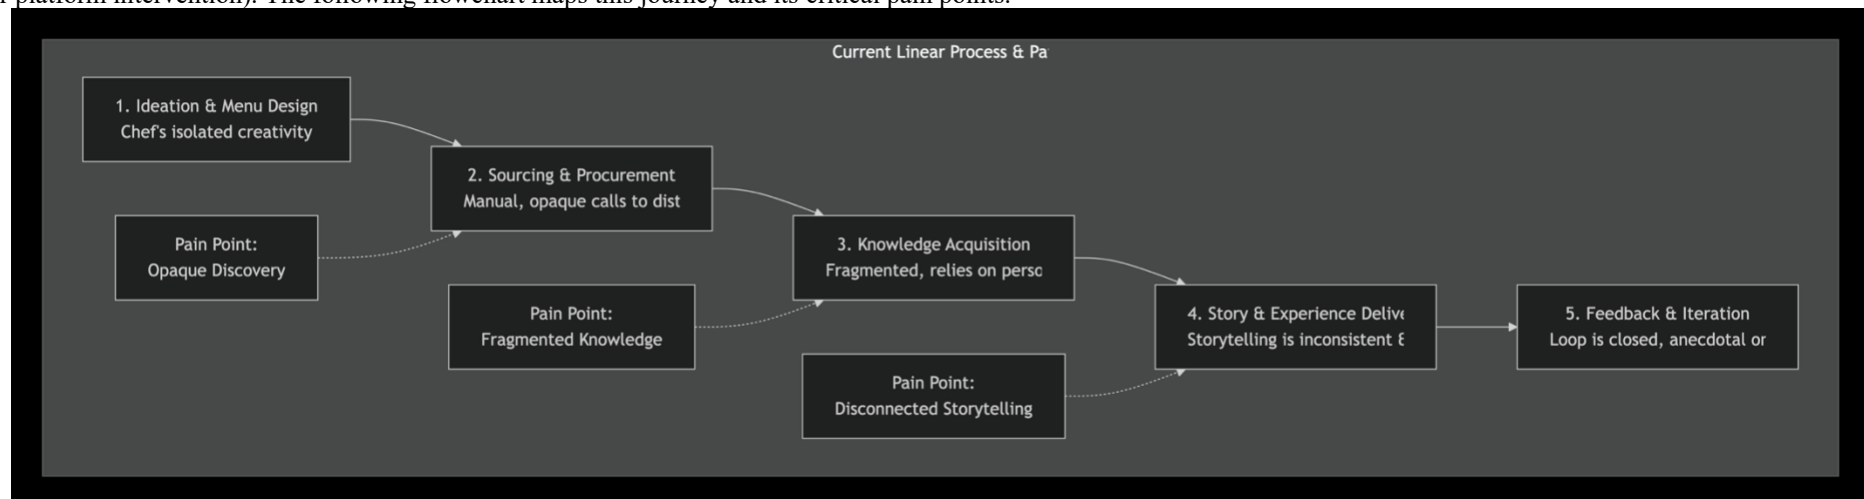 platform intervention). The following flowchart maps this journey and its critical pain points.
Current Linear Process & Pa
1. Ideation & Menu Design
Chef's isolated creativity
2. Sourcing & Procurement
Manual, opaque calls to dist
Pain Point:
Opaque Discovery
3. Knowledge Acquisition
Fragmented, relies on perso
Pain Point:
Fragmented Knowledge
4. Story & Experience Delive
Storytelling is inconsistent &
5. Feedback & Iteration
Loop is closed, anecdotal or
Pain Point:
Disconnected Storytelling